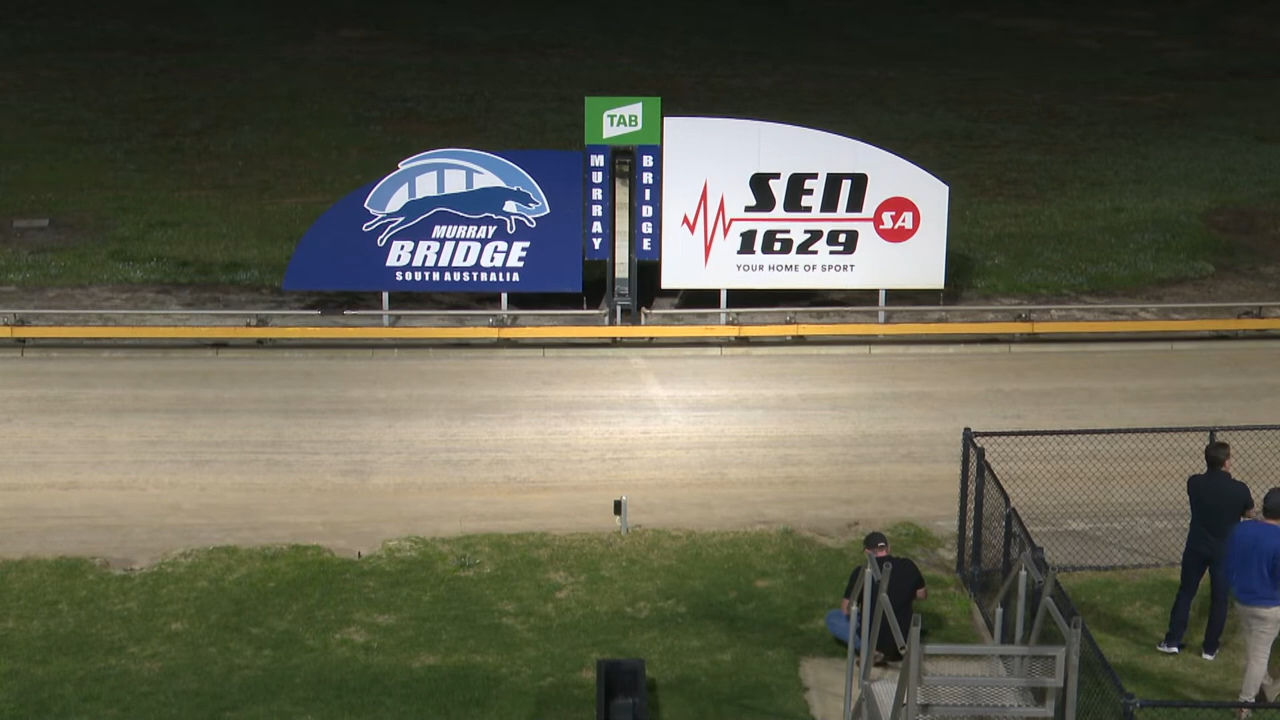 TAB
MURRAY
BRIDGE
MURRAY
BRIDGE
SOUTH AUSTRALIA
SEN
SA
1629
YOUR HOME OF SPORT